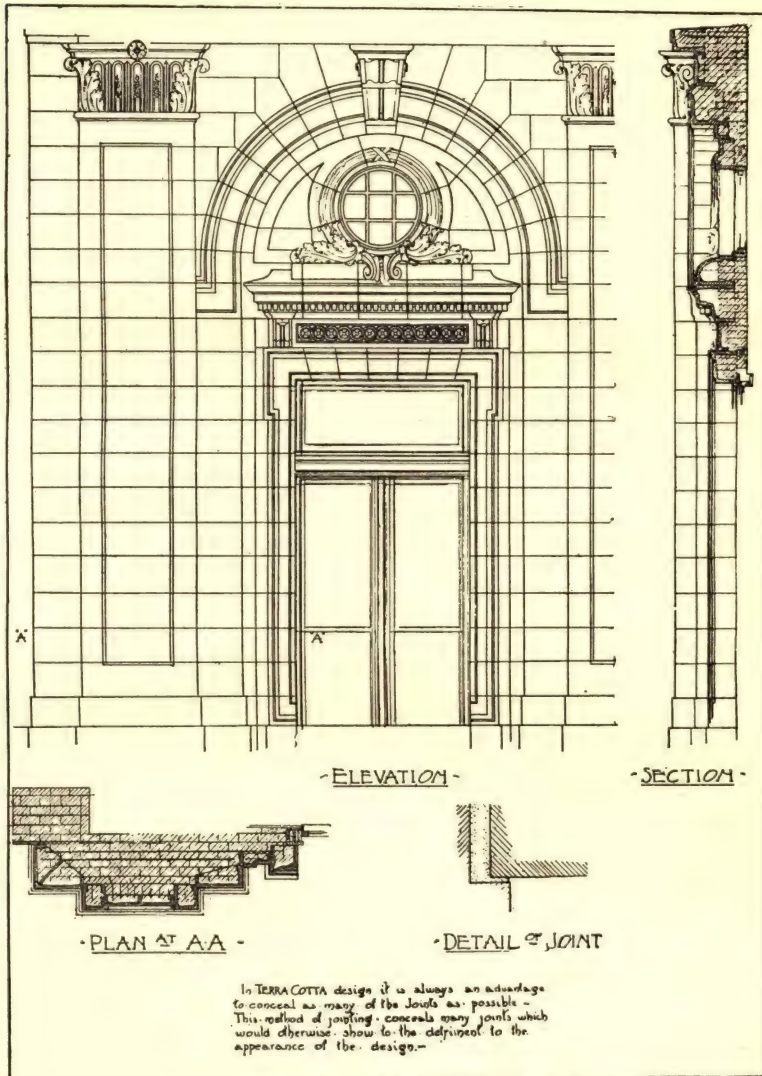 "A"
"A"
- ELEVATION -
- SECTION -
- PLAN AT A·A -
- DETAIL OF JOINT
In TERRA COTTA design it is always an advantage
to conceal as many of the Joints as possible -
This method of jointing conceals many joints which
would otherwise show to the detriment to the
appearance of the design.-